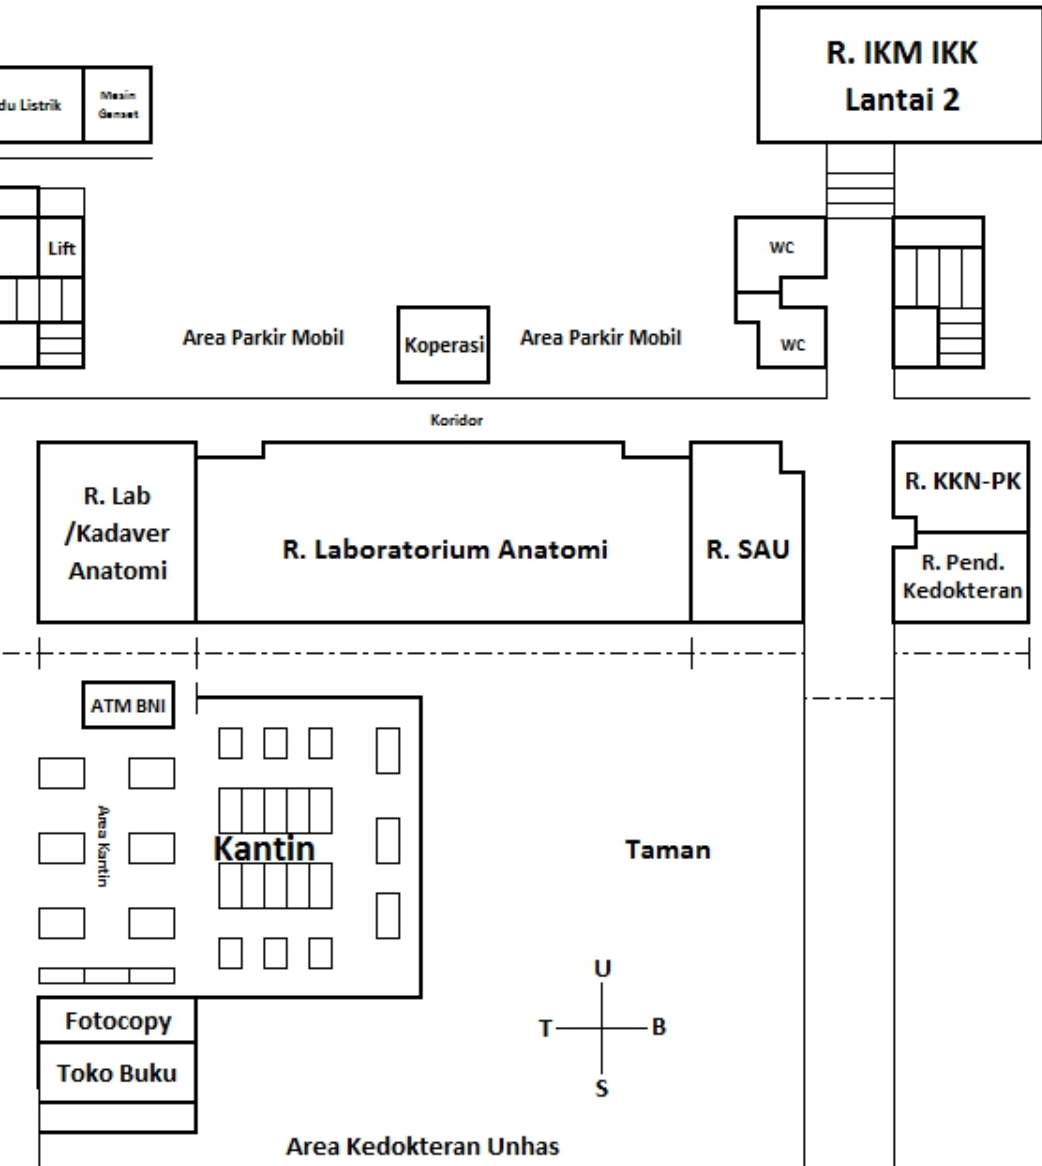 R. IKM IKK
Lantai 2
du Listrik
Mesin
Genset
Lift
WC
Area Parkir Mobil
Koperasi
Area Parkir Mobil
WC
Koridor
R. Lab
/Kadaver
Anatomi
R. Laboratorium Anatomi
R. SAU
R. KKN-PK
R. Pend.
Kedokteran
ATM BNI
Area Kantin
Kantin
Taman
U
T
B
S
Fotocopy
Toko Buku
Area Kedokteran Unhas